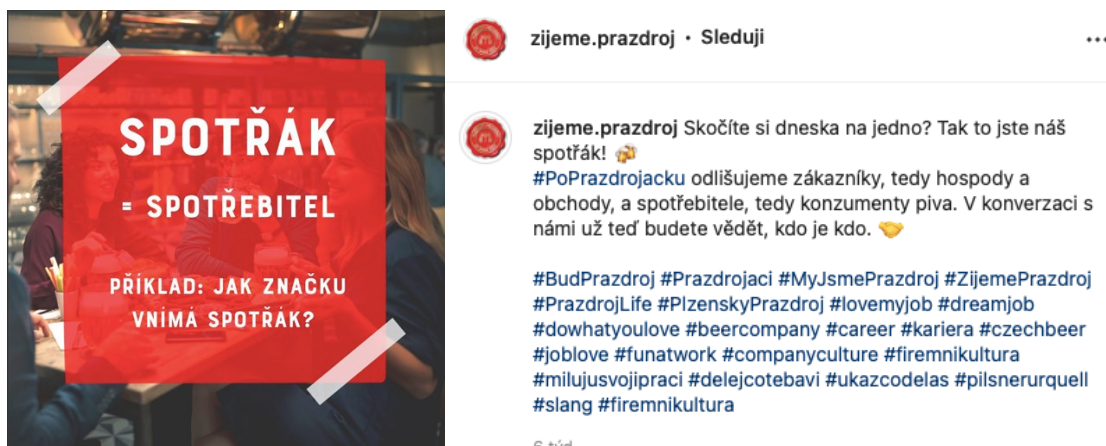 SPOTŘÁK
= SPOTŘEBITEL
PŘÍKLAD: JAK ZNAČKU
VNÍMÁ SPOTŘÁK?
zijeme.prazdroj • Sleduji
zijeme.prazdroj Skočíte si dneska na jedno? Tak to jste náš
spotřák! 🍻
#PoPrazdrojacku odlišujeme zákazníky, tedy hospody a
obchody, a spotřebitele, tedy konzumenty piva. V konverzaci s
námi už teď budete vědět, kdo je kdo. 🤝
#BudPrazdroj #Prazdrojaci #MyJsmePrazdroj #ZijemePrazdroj
#PrazdrojLife #PlzenskyPrazdroj #lovemyjob #dreamjob
#dowhatyoulove #beercompany #career #kariera #czechbeer
#joblove #funatwork #companyculture #firemnikultura
#milujusvojipraci #delejcotebavi #ukazcodelas #pilsnerurquell
#slang #firemnikultura